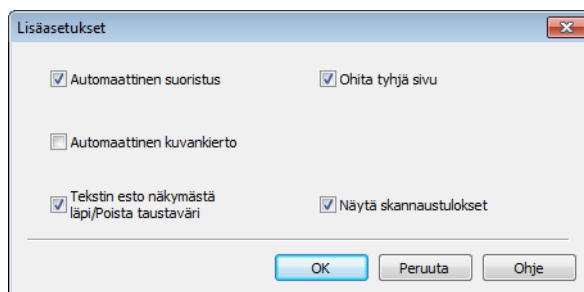 Lisäasetukset
Automaattinen suoristus
Ohita tyhjä sivu
Automaattinen kuvankierto
Tekstin esto näkymästä
läpi/Poista taustaväri
Näytä skannaustulokset
OK
Peruuta
Ohje